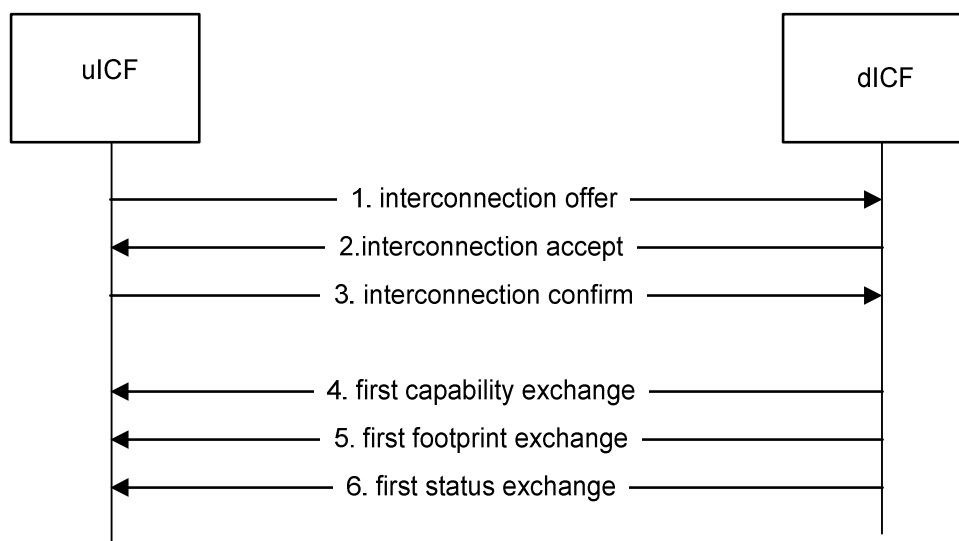 uICF
dICF
1. interconnection offer
2.interconnection accept
3. interconnection confirm
4. first capability exchange
5. first footprint exchange
6. first status exchange